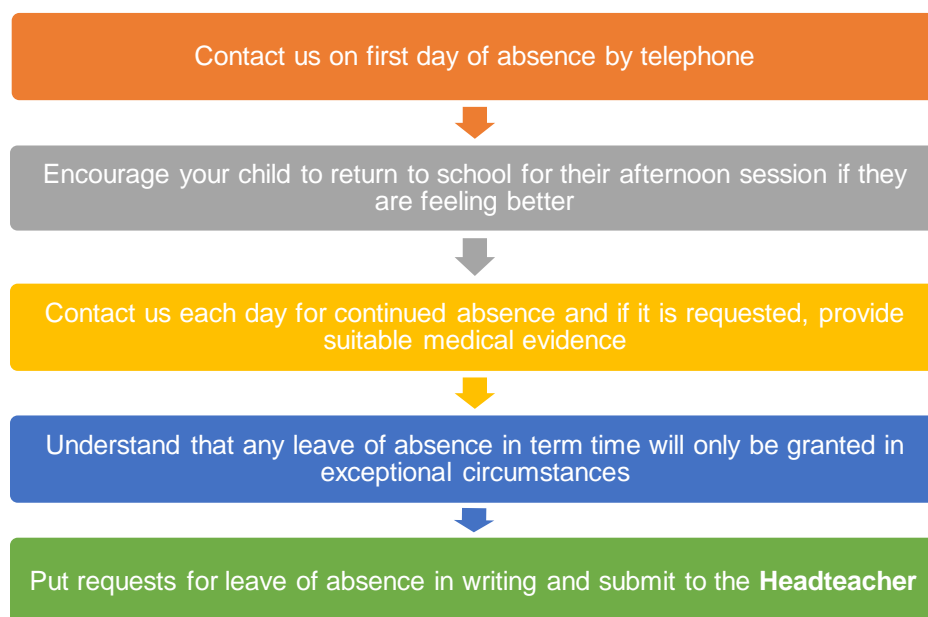 Contact us on first day of absence by telephone
Encourage your child to return to school for their afternoon session if they
are feeling better
Contact us each day for continued absence and if it is requested, provide
suitable medical evidence
Understand that any leave of absence in term time will only be granted in
exceptional circumstances
Put requests for leave of absence in writing and submit to the Headteacher